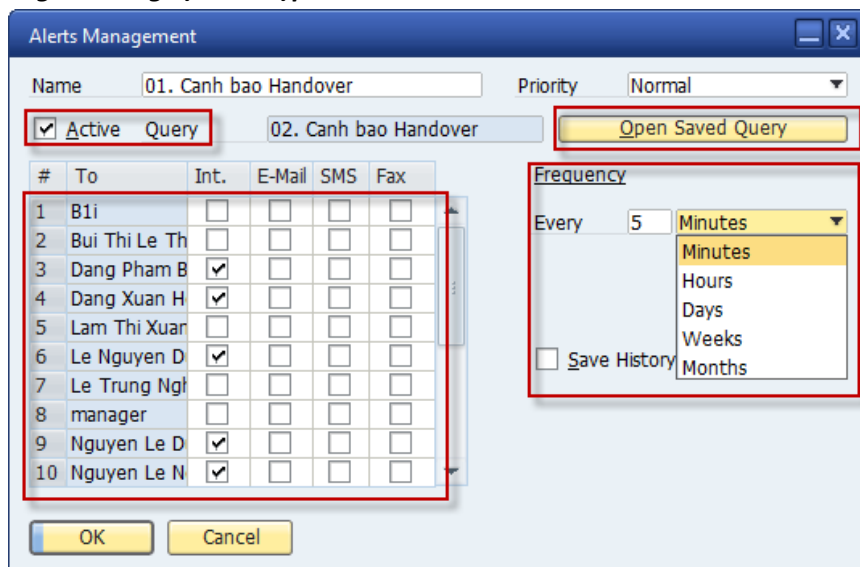 Alerts Management
Name 01. Canh bao Handover Priority Normal
Active Query 02. Canh bao Handover Open Saved Query
# To Int. E-Mail SMS Fax Frequency
1 B1i
Every 5 Minutes
2 Bui Thi Le Th
Minutes
3 Dang Pham B
Hours
4 Dang Xuan H
Days
5 Lam Thi Xuan
Weeks
6 Le Nguyen D
Save History Months
7 Le Trung Ngh
8 manager
9 Nguyen Le D
10 Nguyen Le N
OK Cancel